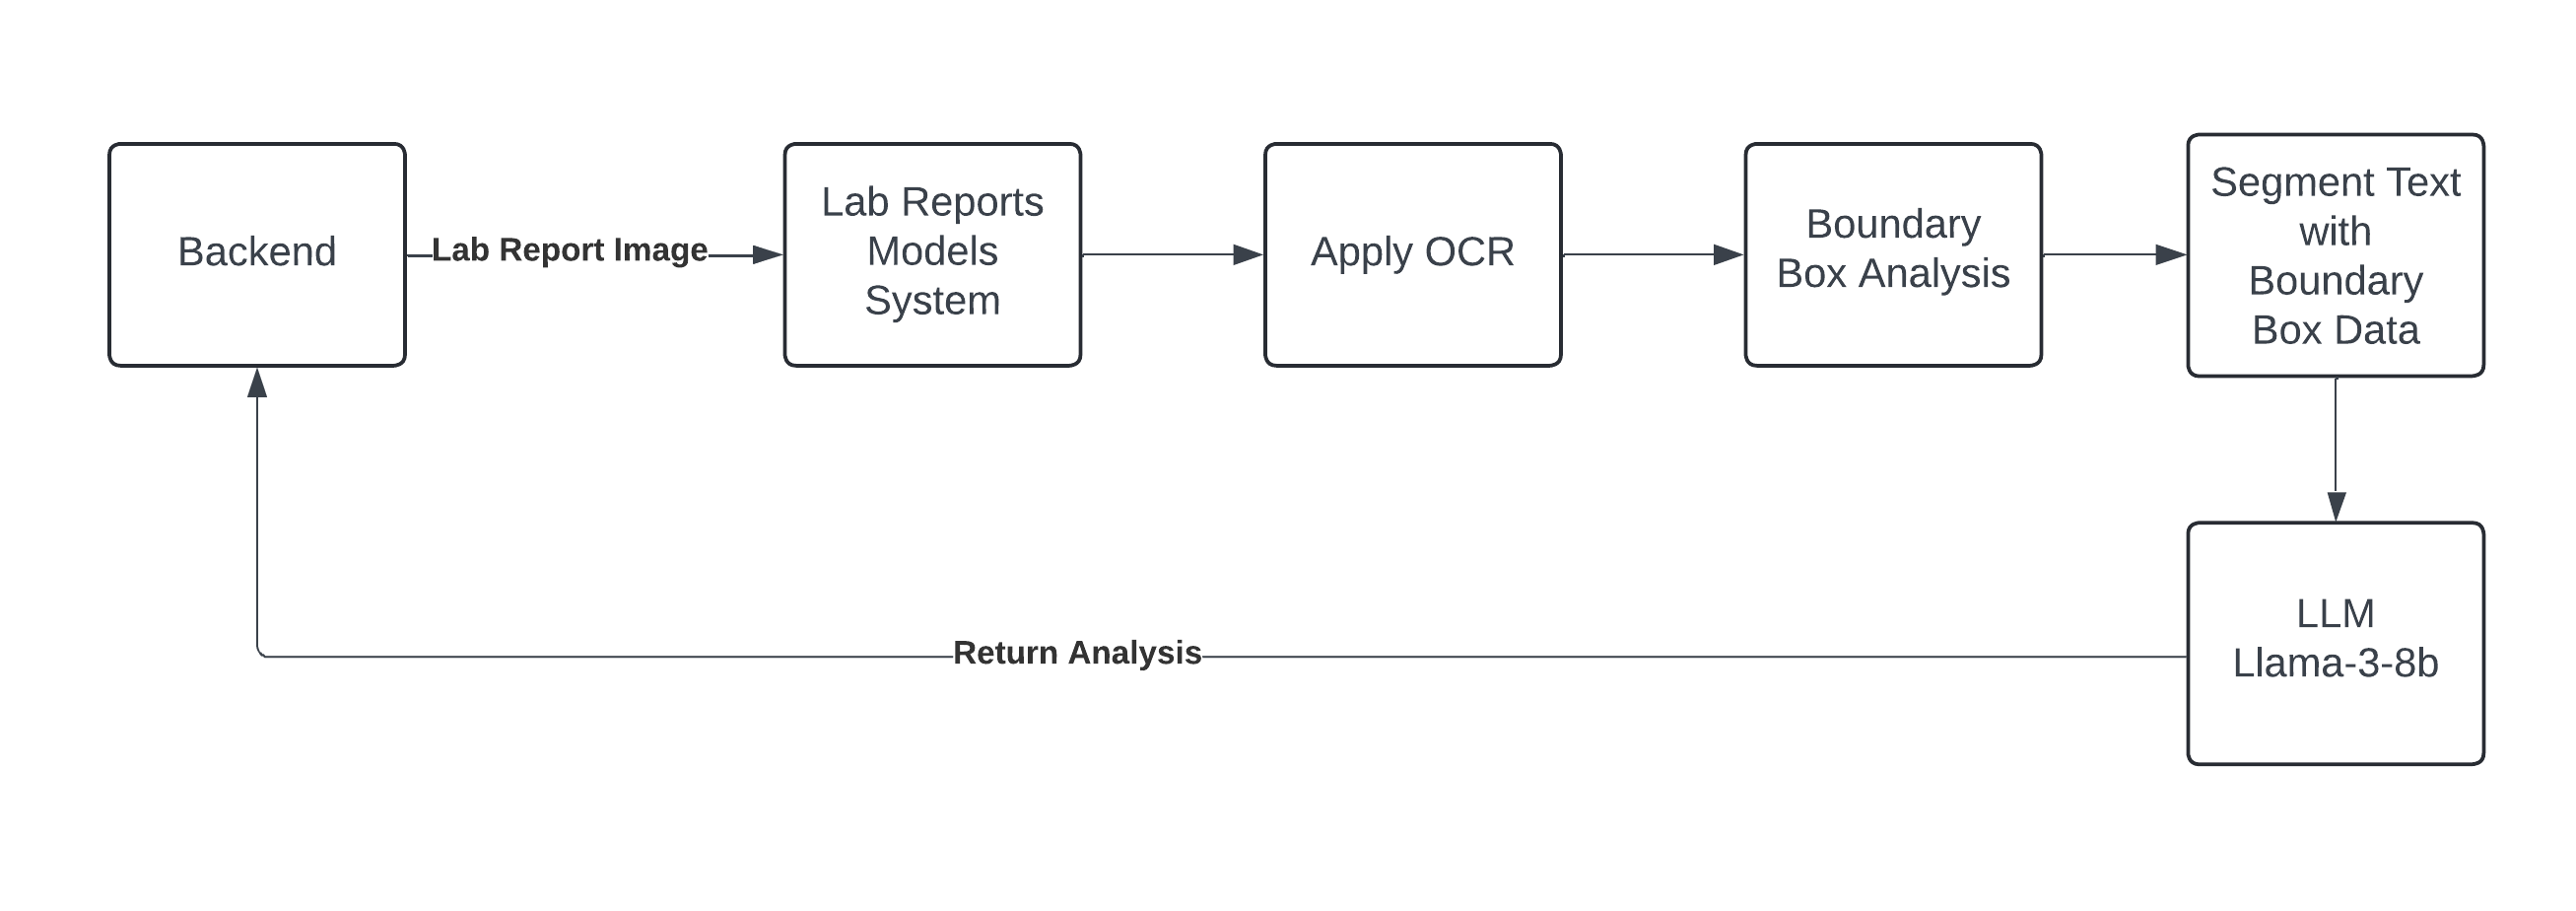 Backend
Lab Report Image
Lab Reports
Models
System
Apply OCR
Boundary
Box Analysis
Segment Text
with
Boundary
Box Data
LLM
Llama-3-8b
Return Analysis